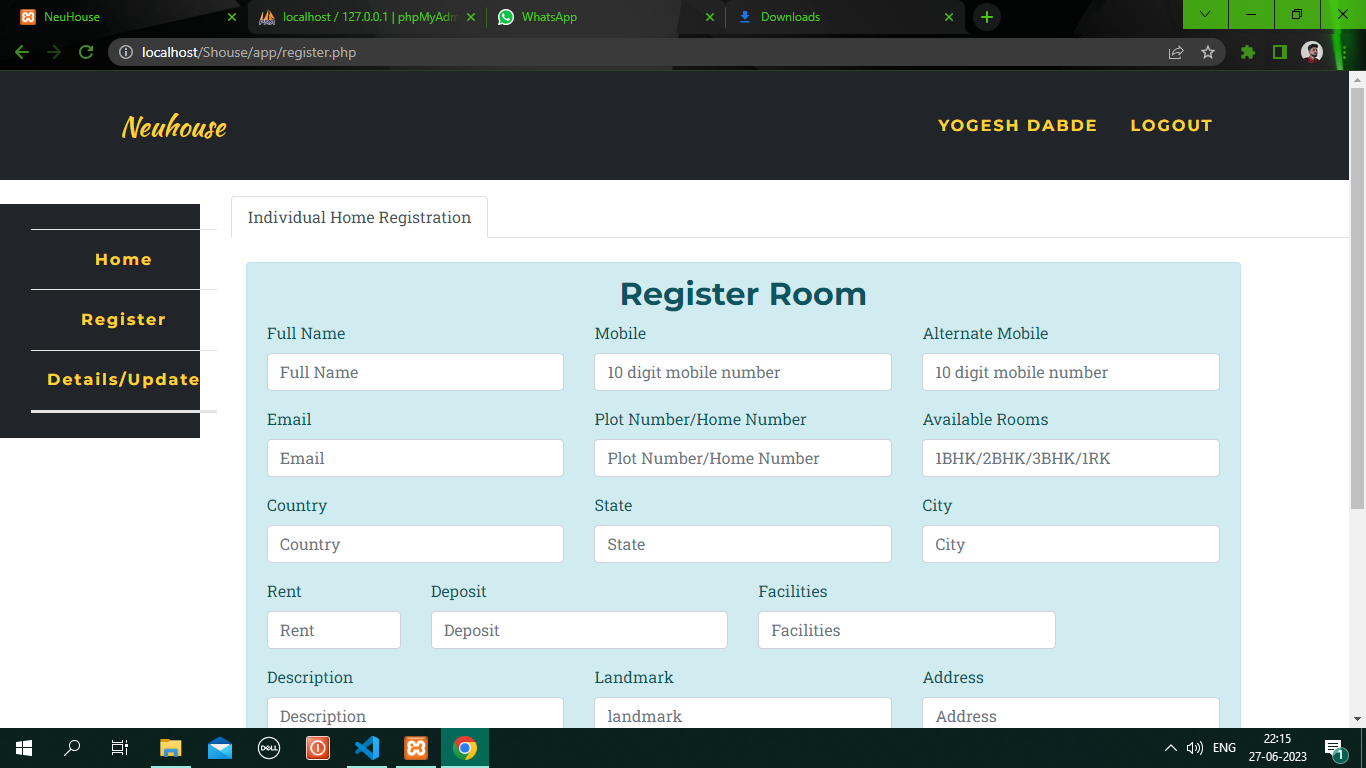 NeuHouse
localhost / 127.0.0.1 | phpMyAdm
WhatsApp
Downloads
localhost/Shouse/app/register.php
Neuhouse
YOGESH DABDE
LOGOUT
Individual Home Registration
Home
Register
Details/Update
Register Room
Full Name Mobile Alternate Mobile
Full Name 10 digit mobile number 10 digit mobile number
Email Plot Number/Home Number Available Rooms
Email Plot Number/Home Number 1BHK/2BHK/3BHK/1RK
Country State City
Country State City
Rent Deposit Facilities
Rent Deposit Facilities
Description Landmark Address
Description landmark Address
DELL
ENG
22:15
27-06-2023
1